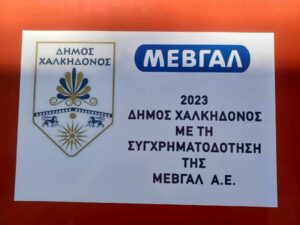 ΔΗΜΟΣ
ΧΑΛΚΗΔΟΝΟΣ
ΜΕΒΓΑΛ
2023
ΔΗΜΟΣ ΧΑΛΚΗΔΟΝΟΣ
ΜΕ ΤΗ
ΣΥΓΧΡΗΜΑΤΟΔΟΤΗΣΗ
ΤΗΣ
ΜΕΒΓΑΛ Α.Ε.